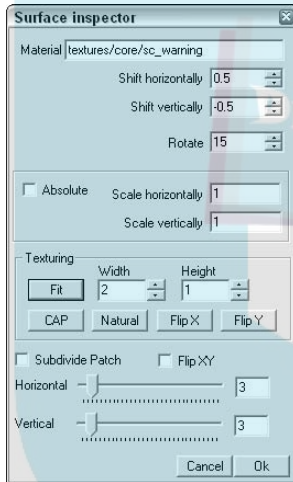 Surface inspector
Material textures/core/sc_warning
Shift horizontally 0.5
Shift vertically -0.5
Rotate 15
Absolute Scale horizontally 1
Scale vertically 1
Texturing
Width Height
Fit 2 1
CAP Natural Flip X Flip Y
Subdivide Patch Flip XY
Horizontal 3
Vertical 3
Cancel Ok